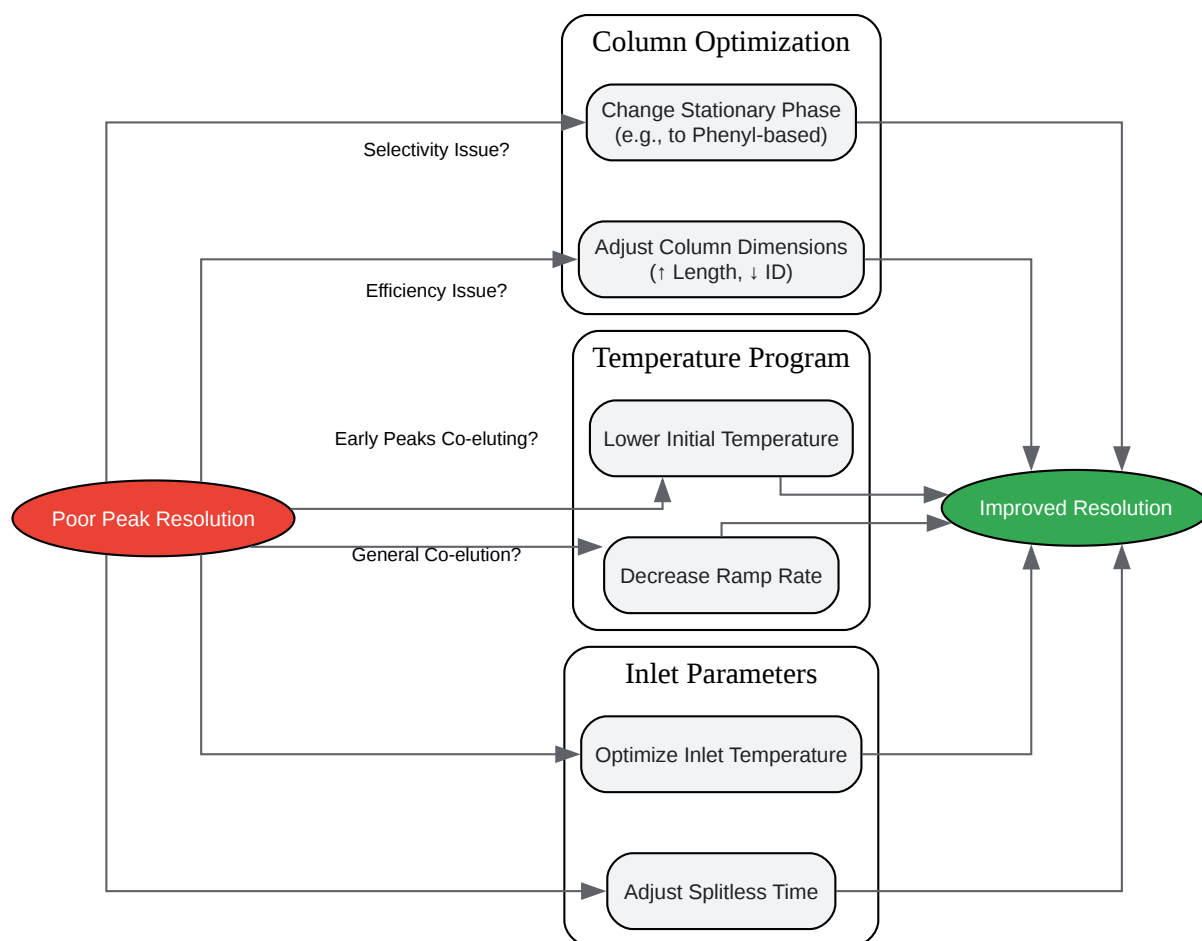 Column Optimization
Change Stationary Phase
(e.g., to Phenyl-based)
Selectivity Issue?
Adjust Column Dimensions
(↑ Length, ↓ ID)
Efficiency Issue?
Temperature Program
Early Peaks Co-eluting?
Lower Initial Temperature
Poor Peak Resolution
Improved Resolution
General Co-elution?
Decrease Ramp Rate
Inlet Parameters
Optimize Inlet Temperature
Adjust Splitless Time